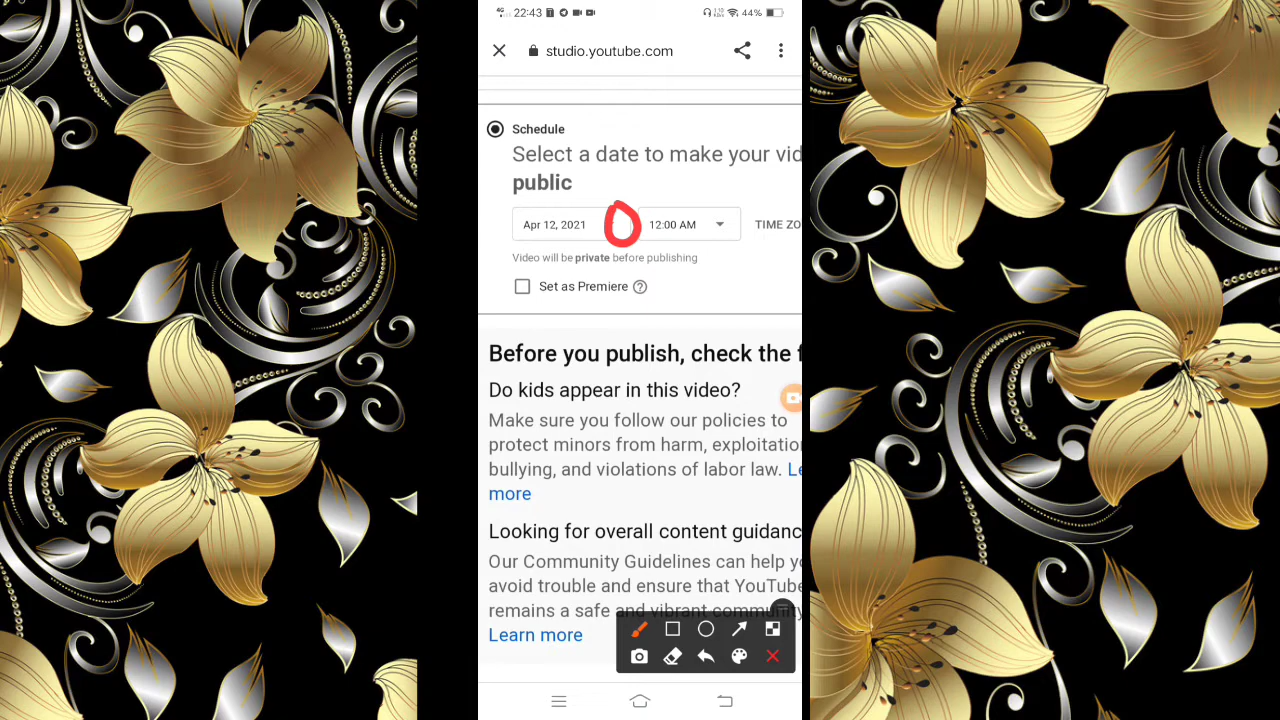 22:43
44%
studio.youtube.com
Schedule
Select a date to make your vid
public
Apr 12, 2021 12:00 AM TIME ZO
Video will be private before publishing
Set as Premiere
Before you publish, check the f
Do kids appear in this video?
Make sure you follow our policies to
protect minors from harm, exploitatio
bullying, and violations of labor law. Le
more
Looking for overall content guidanc
Our Community Guidelines can help yo
avoid trouble and ensure that YouTube
remains a safe and vibrant community
Learn more